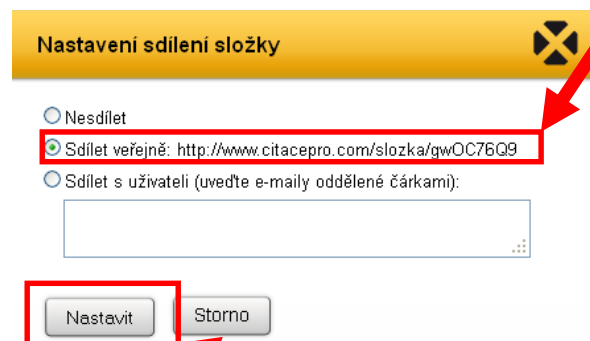 Nastavení sdílení složky
Nesdílet
Sdílet veřejně: http://www.citacepro.com/slozka/gwOC76Q9
Sdílet s uživateli (uveďte e-maily oddělené čárkami):
Nastavit
Storno